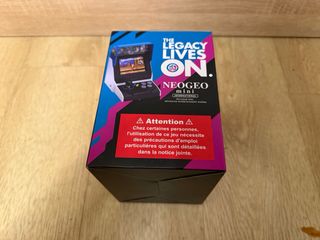 THE
LEGACY
LIVES
ON.
NEOGEO
mini
INTERNATIONAL
⚠ Attention ⚠
Chez certaines personnes,
l'utilisation de ce jeu nécessite
des précautions d'emploi
particulières qui sont détaillées
dans la notice jointe.